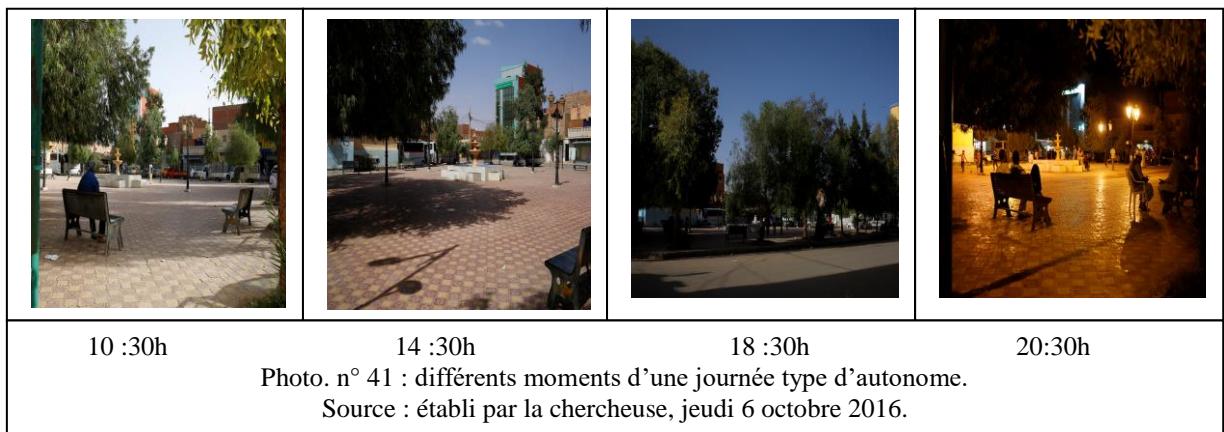 10 :30h 14 :30h 18 :30h 20:30h
Photo. n° 41 : différents moments d’une journée type d’autonome.
Source : établi par la chercheuse, jeudi 6 octobre 2016.